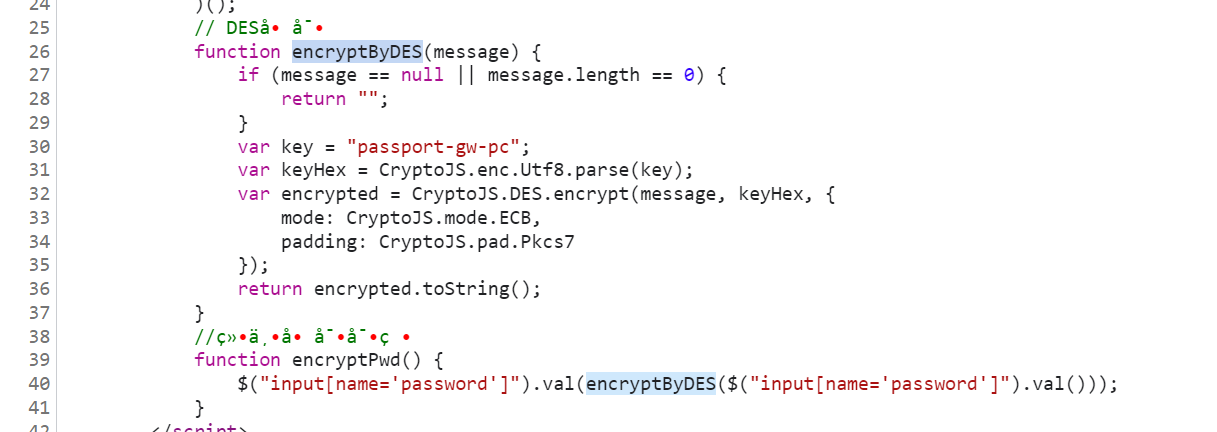 24 )();
25 // DESå• å¯•
26 function encryptByDES(message) {
27 if (message == null || message.length == 0) {
28 return "";
29 }
30 var key = "passport-gw-pc";
31 var keyHex = CryptoJS.enc.Utf8.parse(key);
32 var encrypted = CryptoJS.DES.encrypt(message, keyHex, {
33 mode: CryptoJS.mode.ECB,
34 padding: CryptoJS.pad.Pkcs7
35 });
36 return encrypted.toString();
37 }
38 //ç»•ä¸•å• å¯•å¯•ç •
39 function encryptPwd() {
40 $("input[name='password']").val(encryptByDES($("input[name='password']").val()));
41 }
42 </script>